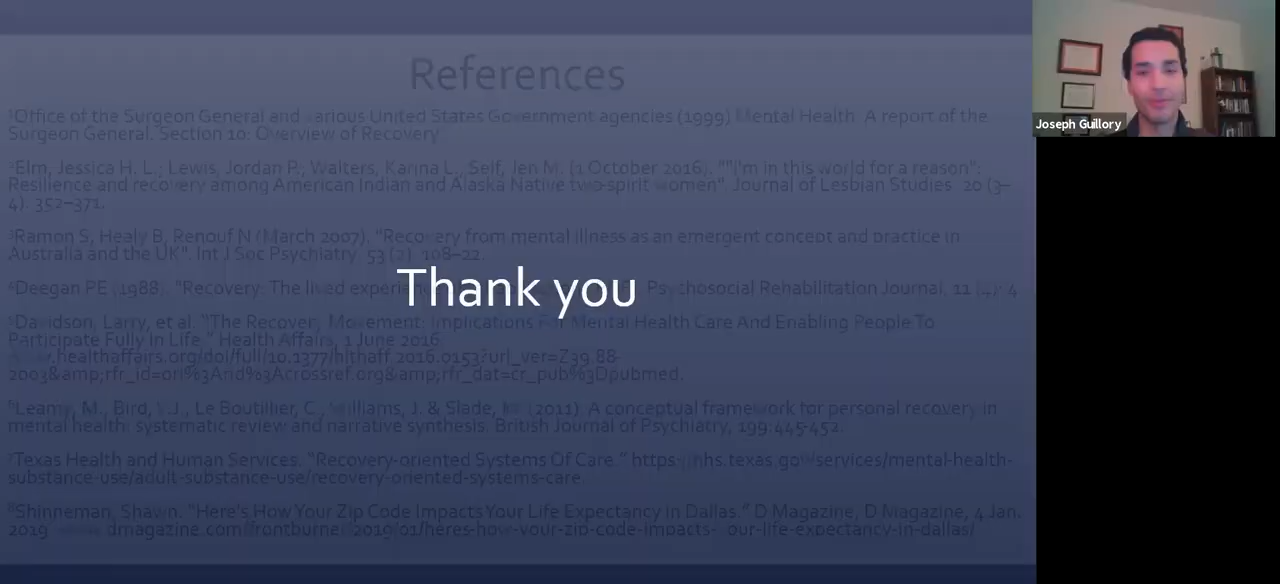 References
¹Office of the Surgeon General and various United States Government agencies (1999) Mental Health: A report of the
Surgeon General. Section 10: Overview of Recovery
²Elm, Jessica H. L.; Lewis, Jordan P.; Walters, Karina L.; Self, Jen M. (1 October 2016). ""I'm in this world for a reason":
Resilience and recovery among American Indian and Alaska Native two-spirit women". Journal of Lesbian Studies. 20 (3–
4). 352–371.
³Ramon S, Healy B, Renouf N (March 2007). "Recovery from mental illness as an emergent concept and practice in
Australia and the UK". Int J Soc Psychiatry. 53 (2) 108–22.
⁴Deegan PE (1988). "Recovery: The lived Psychosocial Rehabilitation Journal. 11 (4): 4
Thank you
⁵Davidson, Larry, et al. "The Recovery Movement: Implications For Mental Health Care And Enabling People To
Participate Fully In Life." Health Affairs, 1 June 2016
.healthaffairs.org/doi/full/10.1377/hlthaff.2016.0153?url_ver=Z39.88-
2003&amp;rfr_id=ori%3Arid%3Acrossref.org&amp;rfr_dat=cr_pub%3Dpubmed.
⁶Leamy, M., Bird, V.J., Le Boutillier, C., Williams, J. & Slade, M. (2011). A conceptual framework for personal recovery in
mental health: systematic review and narrative synthesis. British Journal of Psychiatry, 199:445-452.
⁷Texas Health and Human Services. "Recovery-oriented Systems Of Care." https://hhs.texas.gov/services/mental-health-
substance-use/adult-substance-use/recovery-oriented-systems-care.
⁸Shinneman, Shawn. "Here's How Your Zip Code Impacts Your Life Expectancy in Dallas." D Magazine, D Magazine, 4 Jan.
2019, www.dmagazine.com/frontburner/2019/01/heres-how-your-zip-code-impacts-your-life-expectancy-in-dallas/
Joseph Guillory